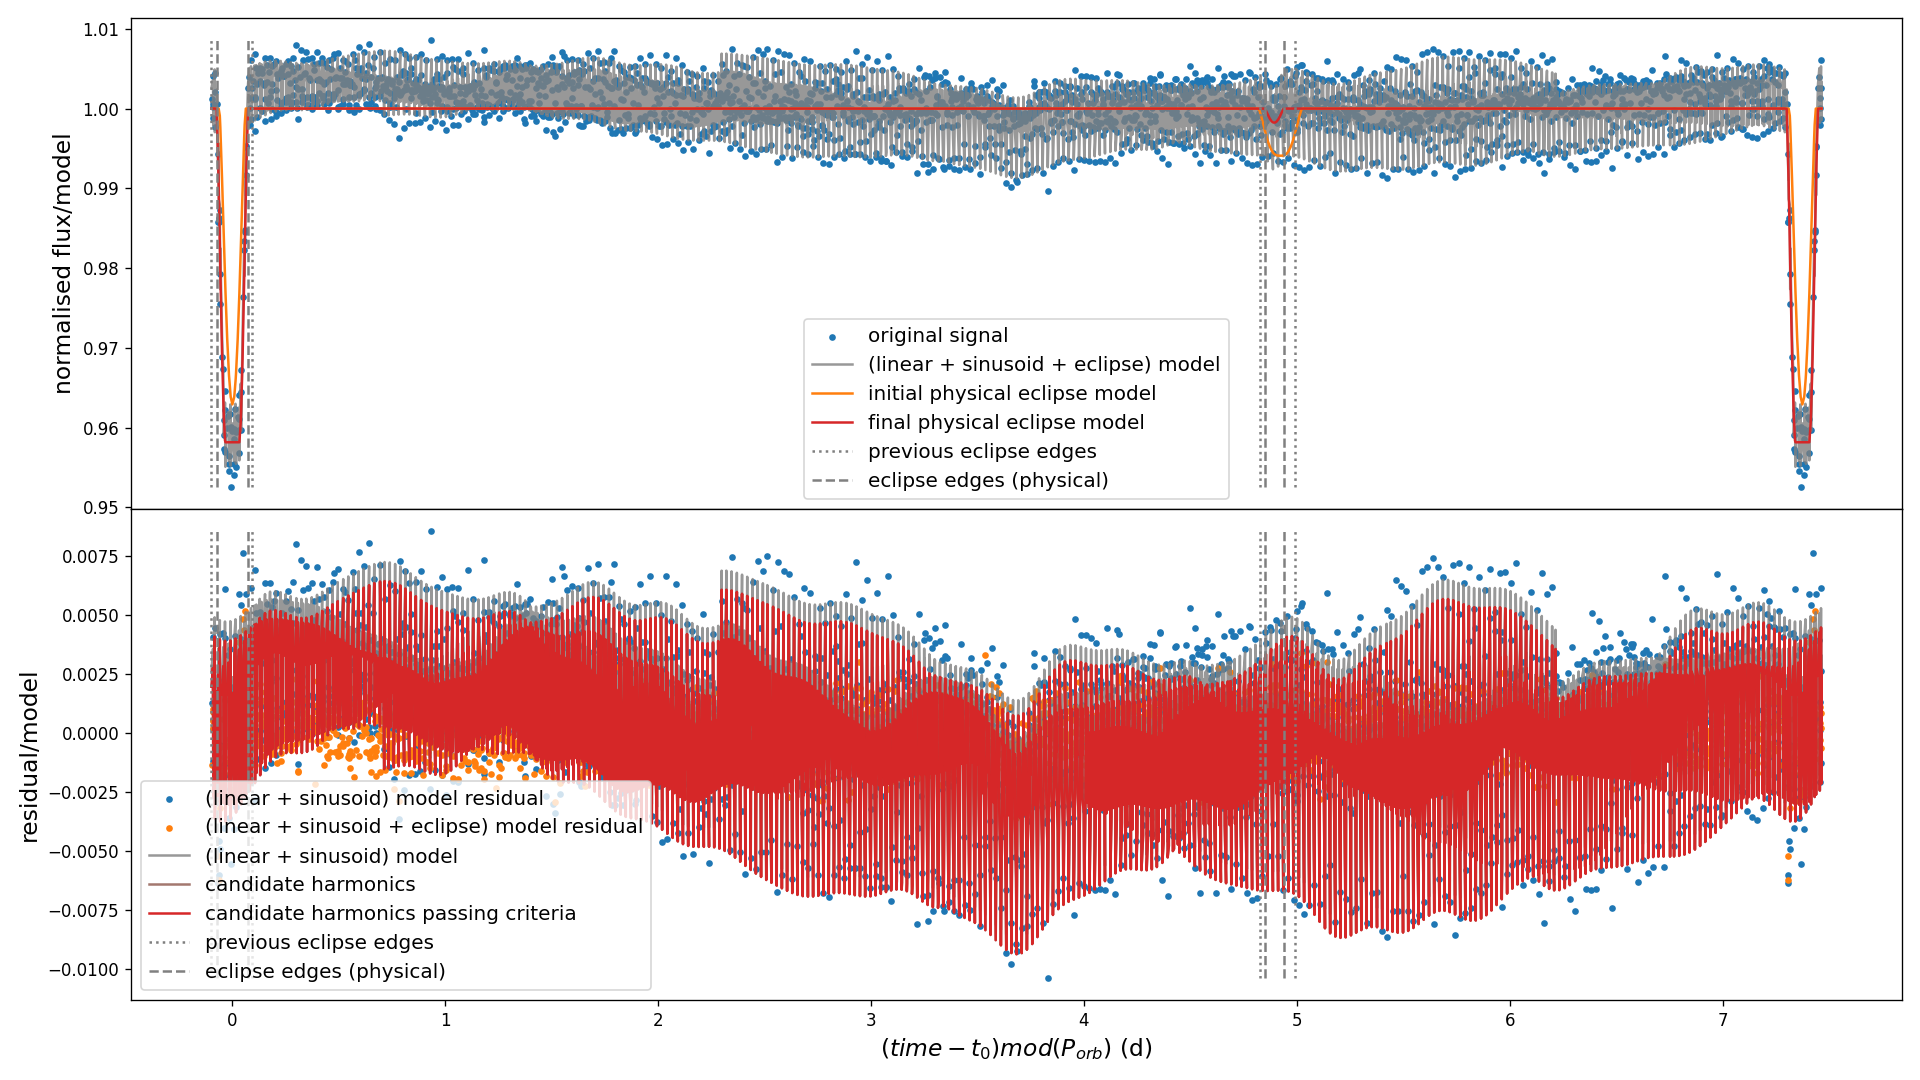 1.01
1.00
0.99
0.98
0.97
0.96
0.95
normalised flux/model
original signal
(linear + sinusoid + eclipse) model
initial physical eclipse model
final physical eclipse model
previous eclipse edges
eclipse edges (physical)
0.0075
0.0050
0.0025
0.0000
−0.0025
−0.0050
−0.0075
−0.0100
residual/model
(linear + sinusoid) model residual
(linear + sinusoid + eclipse) model residual
(linear + sinusoid) model
candidate harmonics
candidate harmonics passing criteria
previous eclipse edges
eclipse edges (physical)
0 1 2 3 4 5 6 7
(time − t₀)mod(Pₒᵣb) (d)